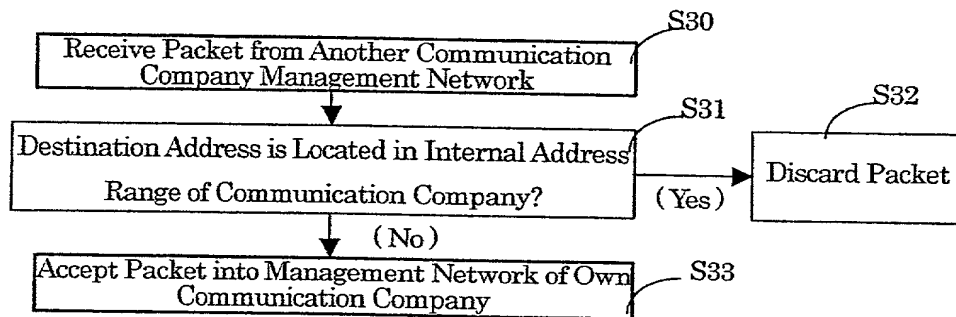 S30
Receive Packet from Another Communication
Company Management Network
S31
S32
Destination Address is Located in Internal Address
Range of Communication Company?
(Yes)
Discard Packet
(No)
Accept Packet into Management Network of Own
Communication Company
S33